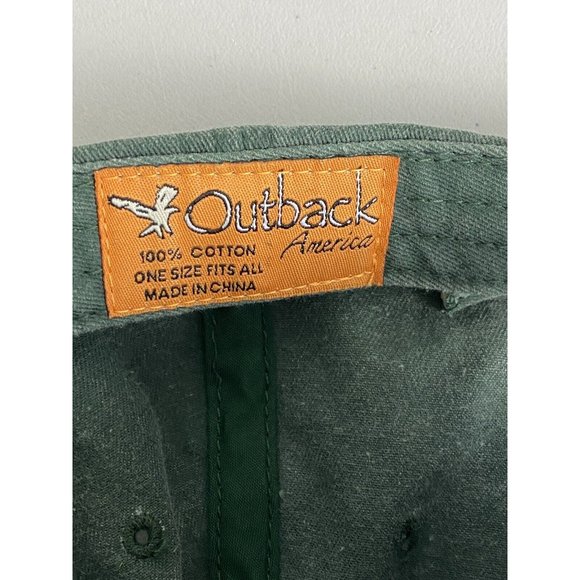 Outback
America
100% COTTON
ONE SIZE FITS ALL
MADE IN CHINA